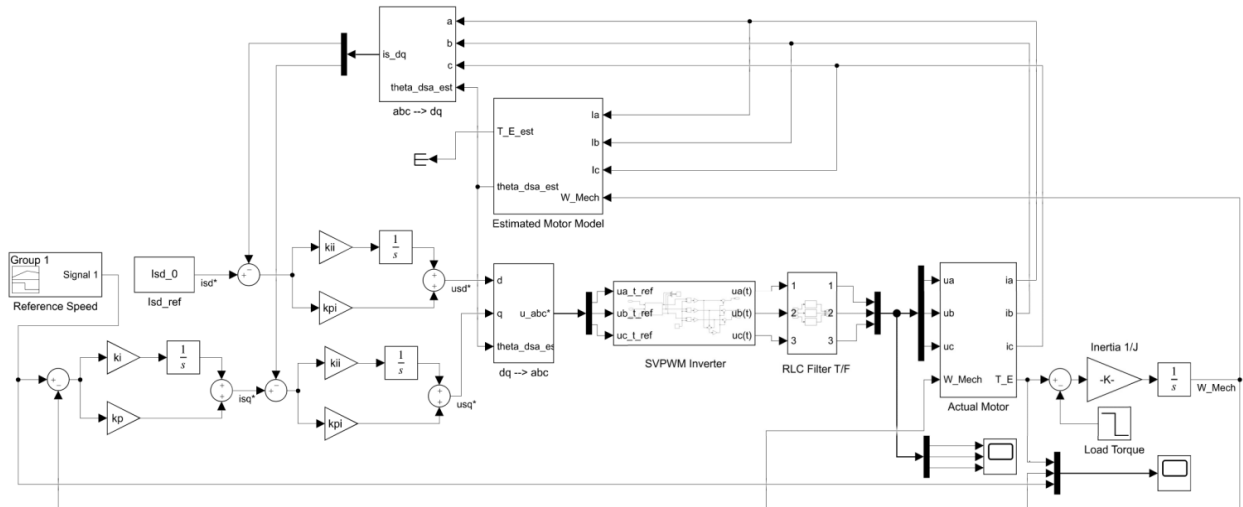 a
b
is_dq
c
theta_dsa_est
abc --> dq
Ia
T_E_est
Ib
Ic
theta_dsa_est
W_Mech
Estimated Motor Model
Group 1
Signal 1
Reference Speed
Isd_0
Isd_ref
isd*
kii
1
s
kpi
usd*
d
q
u_abc*
theta_dsa_est
dq --> abc
ua_t_ref
ub_t_ref
uc_t_ref
ua(t)
ub(t)
uc(t)
SVPWM Inverter
1
2
3
1
2
3
RLC Filter T/F
ua
ub
uc
W_Mech
ia
ib
ic
T_E
Actual Motor
Inertia 1/J
-K-
1
s
W_Mech
Load Torque
ki
1
s
kp
isq*
kii
1
s
kpi
usq*